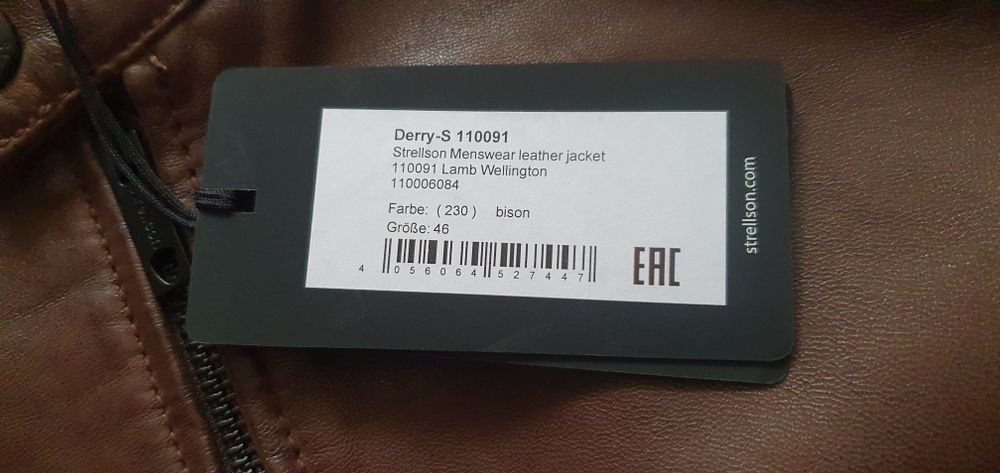 Derry-S 110091
Strellson Menswear leather jacket
110091 Lamb Wellington
110006084
Farbe: ( 230 ) bison
Größe: 46
4 056064 527447
EAC
strellson.com